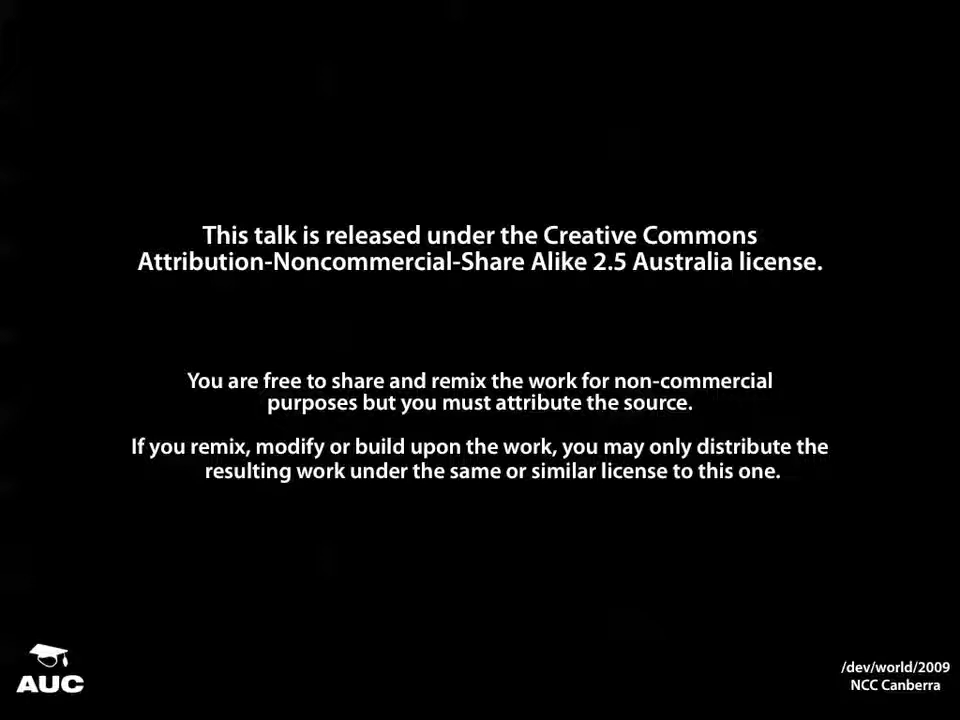 This talk is released under the Creative Commons
Attribution-Noncommercial-Share Alike 2.5 Australia license.
You are free to share and remix the work for non-commercial
purposes but you must attribute the source.
If you remix, modify or build upon the work, you may only distribute the
resulting work under the same or similar license to this one.
AUC
/dev/world/2009
NCC Canberra